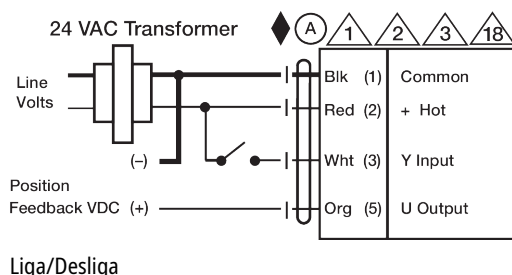 24 VAC Transformer
A 1 2 3 18
Line
Volts
Blk (1) Common
Red (2) + Hot
(–) Wht (3) Y Input
Position
Feedback VDC (+) Org (5) U Output
Liga/Desliga